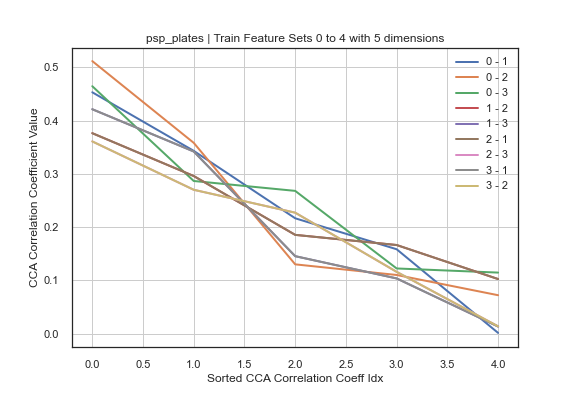 psp_plates | Train Feature Sets 0 to 4 with 5 dimensions
CCA Correlation Coefficient Value
0.5
0.4
0.3
0.2
0.1
0.0
0 - 1
0 - 2
0 - 3
1 - 2
1 - 3
2 - 1
2 - 3
3 - 1
3 - 2
0.0 0.5 1.0 1.5 2.0 2.5 3.0 3.5 4.0
Sorted CCA Correlation Coeff Idx